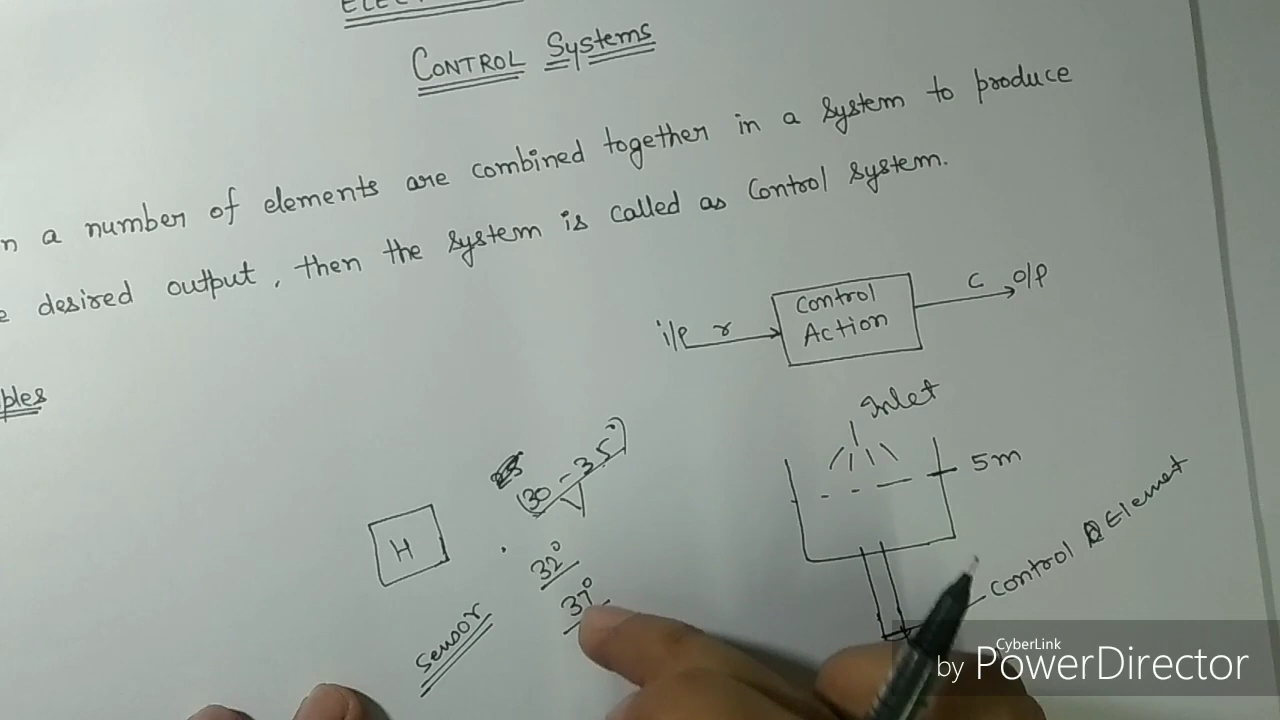 CONTROL Systems
a number of elements are combined together in a system to produce
desired output, then the system is called as Control system.
i/p r
Control
Action
C o/p
ples
Inlet
5m
(30-35°)
H
32°
37°
Sensor
Control Elemet
CyberLink
by PowerDirector